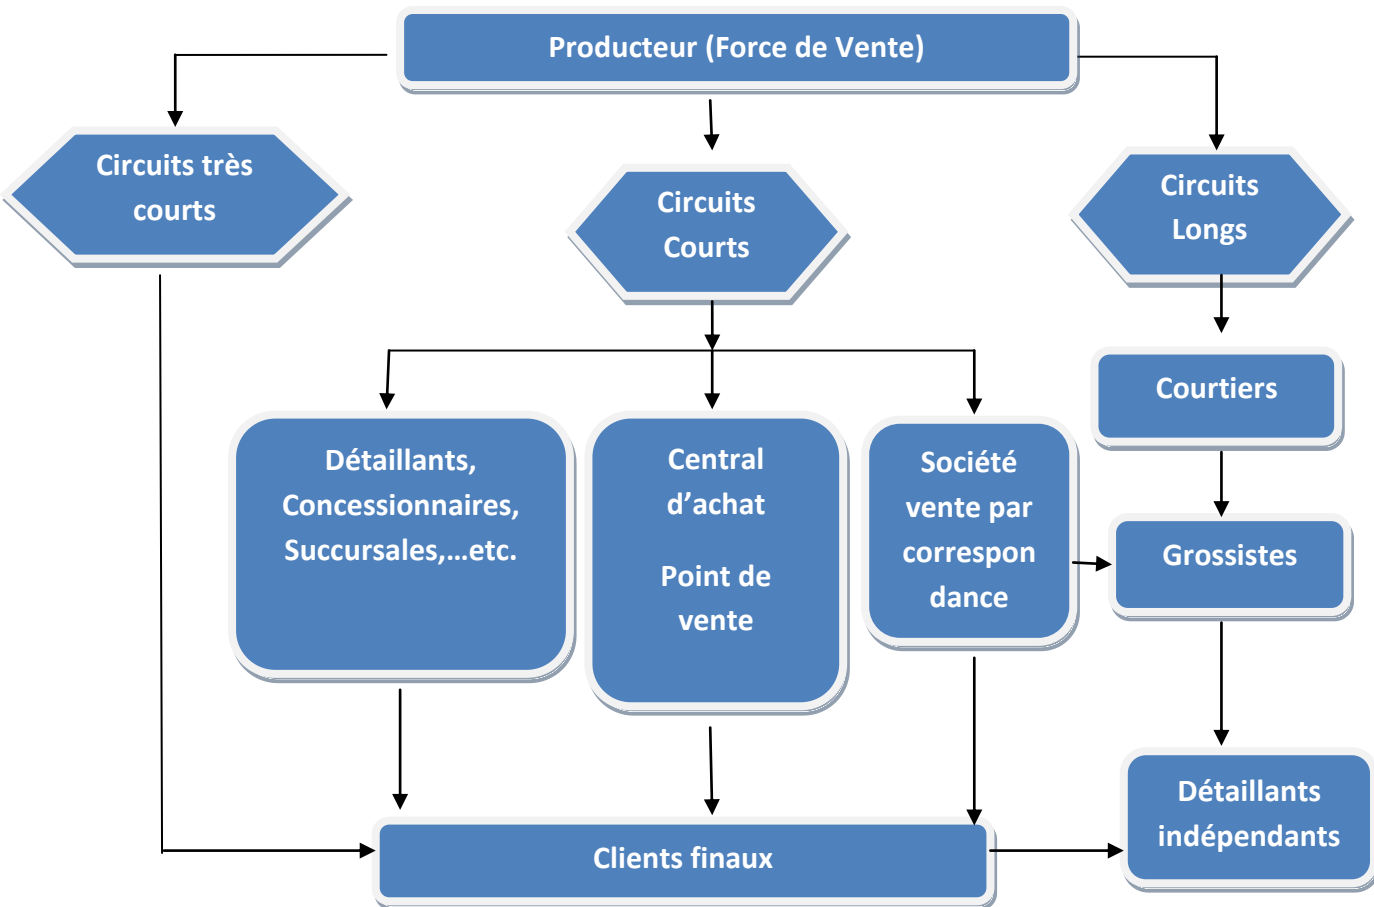 Producteur (Force de Vente)
Circuits très
courts
Circuits
Courts
Circuits
Longs
Courtiers
Détaillants,
Concessionnaires,
Succursales,...etc.
Central
d’achat
Point de
vente
Société
vente par
correspon
dance
Grossistes
Détaillants
indépendants
Clients finaux